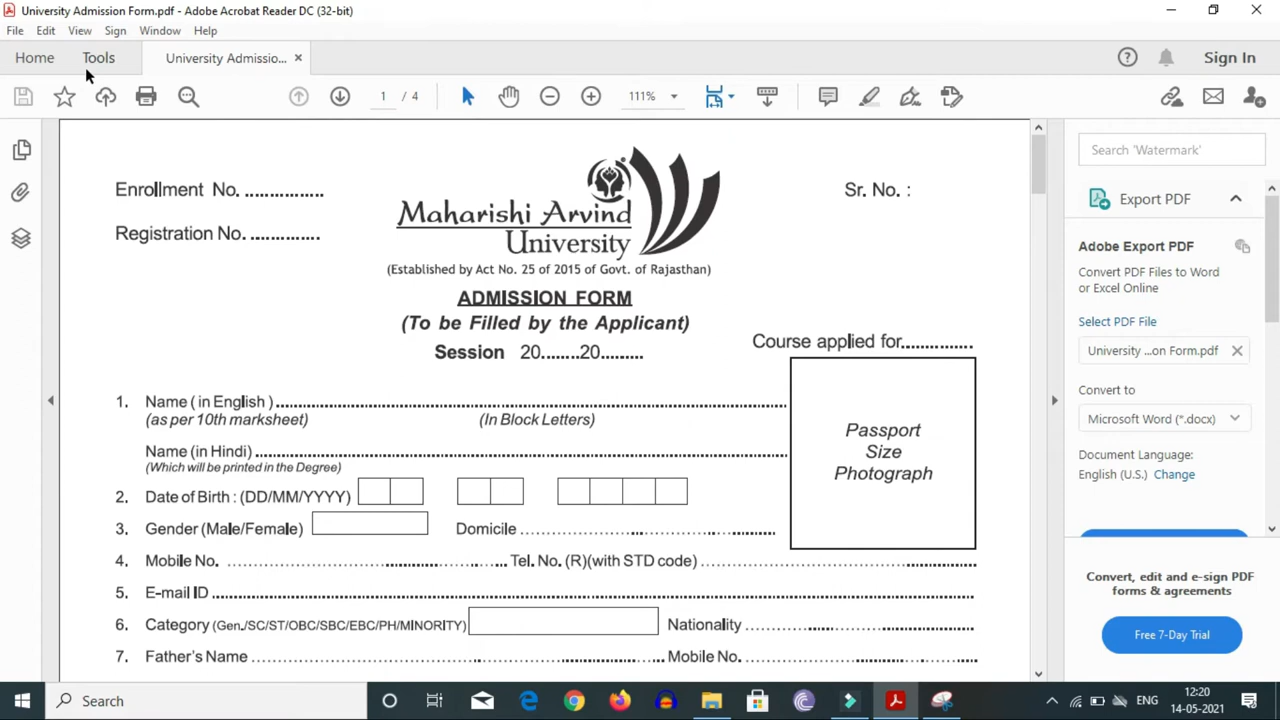 University Admission Form.pdf - Adobe Acrobat Reader DC (32-bit)
File Edit View Sign Window Help
Home Tools University Admissio... Sign In
1 / 4 111%
Search 'Watermark'
Export PDF
Adobe Export PDF
Convert PDF Files to Word
or Excel Online
Select PDF File
University ...on Form.pdf
Convert to
Microsoft Word (*.docx)
Document Language:
English (U.S.) Change
Convert, edit and e-sign PDF
forms & agreements
Free 7-Day Trial
Enrollment No. ................
Sr. No. :
Registration No. ..............
Maharishi Arvind
University
(Established by Act No. 25 of 2015 of Govt. of Rajasthan)
ADMISSION FORM
(To be Filled by the Applicant)
Session 20........20.........
Course applied for..............
Passport
Size
Photograph
1. Name ( in English ) ................................................
(as per 10th marksheet) (In Block Letters)
Name (in Hindi) ................................................
(Which will be printed in the Degree)
2. Date of Birth : (DD/MM/YYYY)
3. Gender (Male/Female) Domicile ................................
4. Mobile No. ................................ Tel. No. (R)(with STD code) ................................
5. E-mail ID ................................................
6. Category (Gen./SC/ST/OBC/SBC/EBC/PH/MINORITY) Nationality ................................
7. Father's Name ................................ Mobile No. ................................
Search
ENG
12:20
14-05-2021